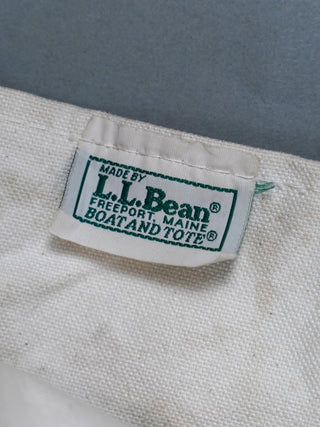 MADE BY
L.L.Bean®
FREEPORT, MAINE
BOAT AND TOTE®